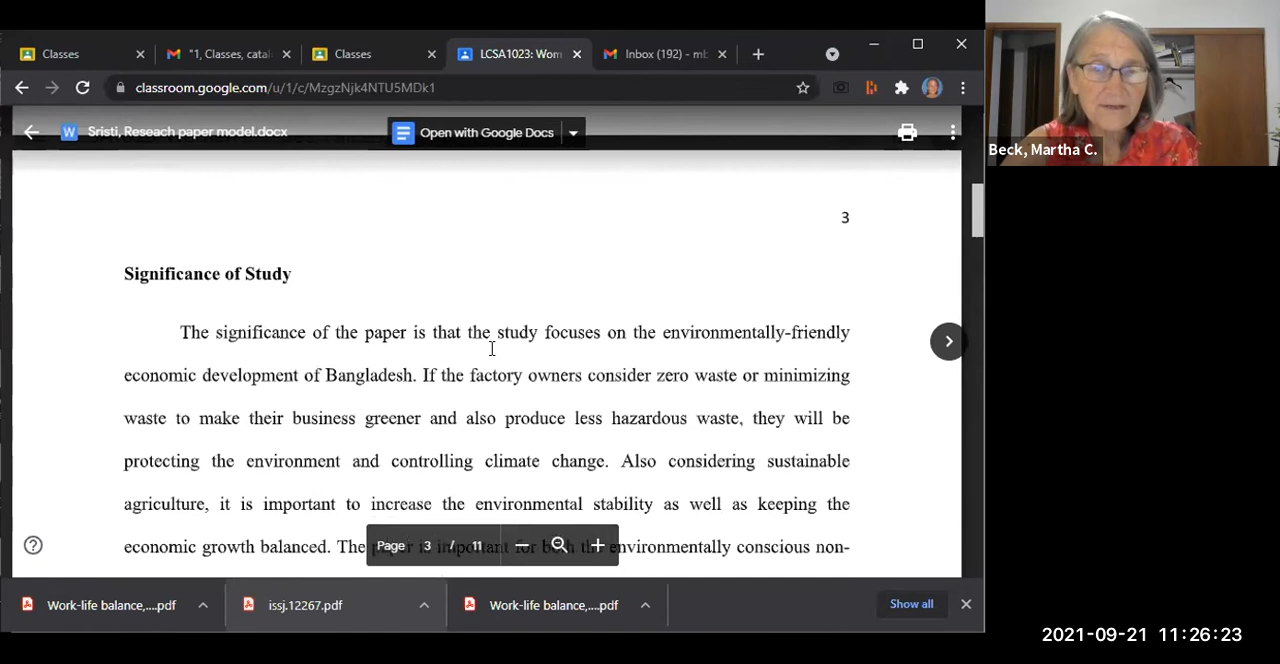 Classes
"1, Classes, catal
Classes
LCSA1023: Wom
Inbox (192) - mb
classroom.google.com/u/1/c/MzgzNjk4NTU5MDk1
Sristi, Reseach paper model.docx
Open with Google Docs
Beck, Martha C.
3
Significance of Study
The significance of the paper is that the study focuses on the environmentally-friendly
economic development of Bangladesh. If the factory owners consider zero waste or minimizing
waste to make their business greener and also produce less hazardous waste, they will be
protecting the environment and controlling climate change. Also considering sustainable
agriculture, it is important to increase the environmental stability as well as keeping the
economic growth balanced. The paper is important for both the environmentally conscious non-
Page 3 / 11
Work-life balance,....pdf
issj.12267.pdf
Work-life balance,....pdf
Show all
2021-09-21 11:26:23